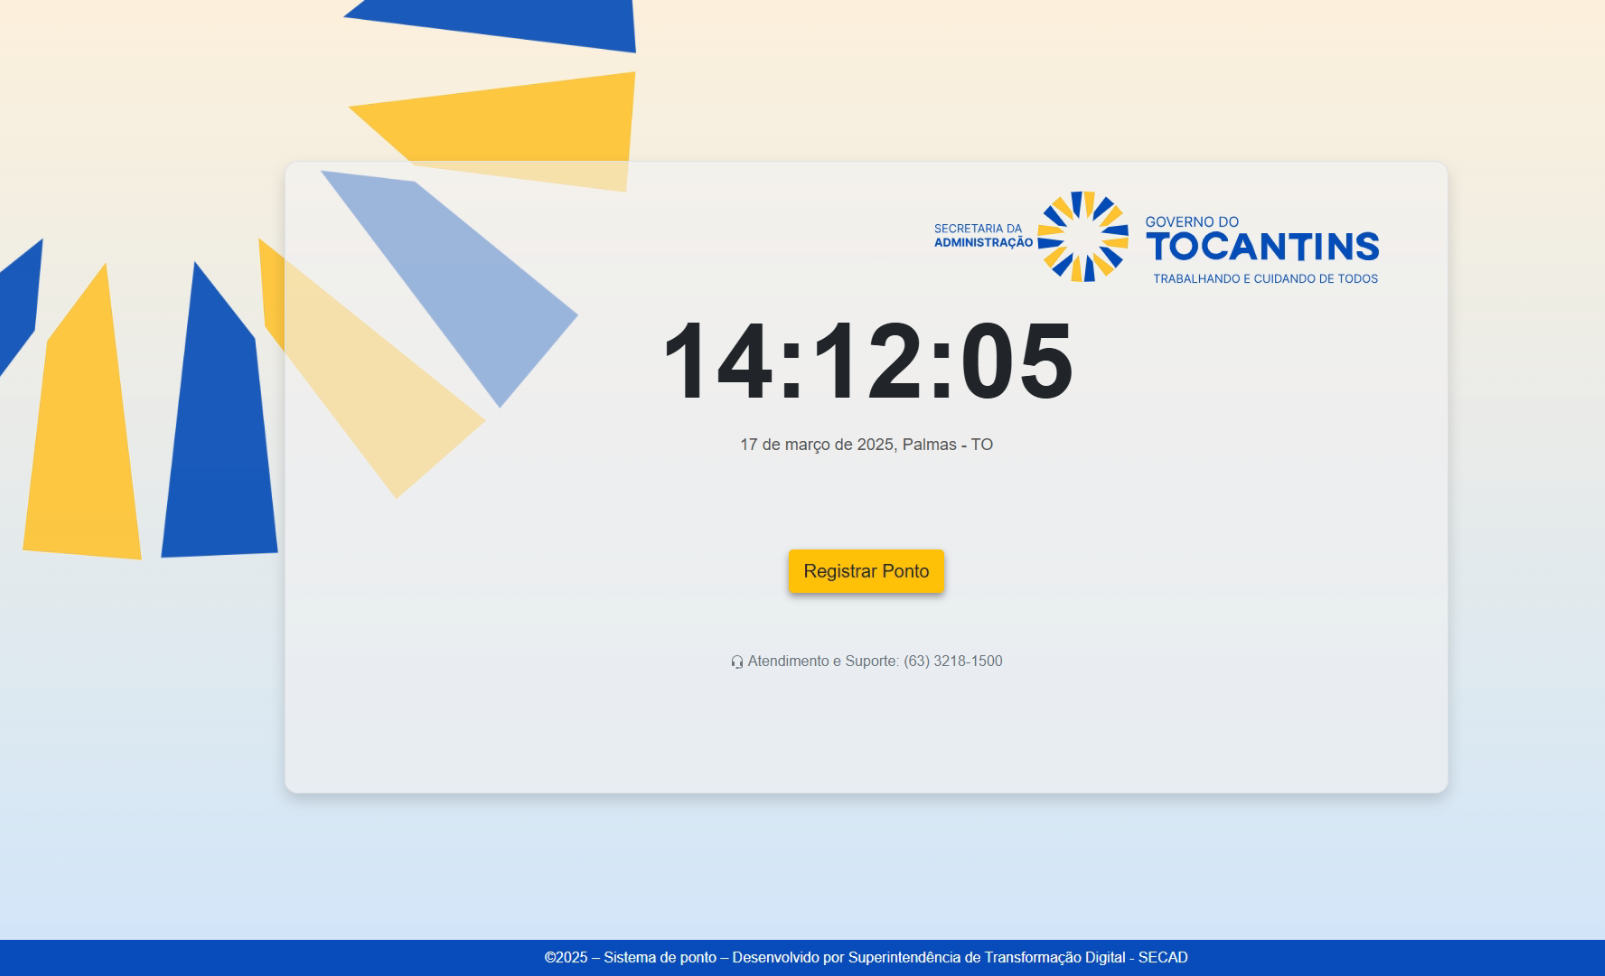 SECRETARIA DA
ADMINISTRAÇÃO
GOVERNO DO
TOCANTINS
TRABALHANDO E CUIDANDO DE TODOS
14:12:05
17 de março de 2025, Palmas - TO
Registrar Ponto
Atendimento e Suporte: (63) 3218-1500
©2025 – Sistema de ponto – Desenvolvido por Superintendência de Transformação Digital - SECAD